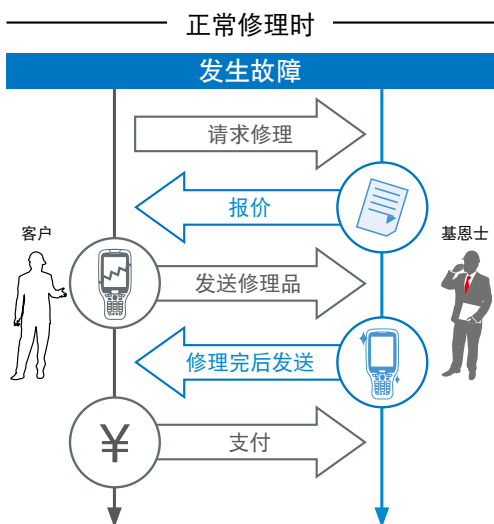 正常修理时
发生故障
请求修理
报价
客户
基恩士
发送修理品
修理完后发送
¥
支付